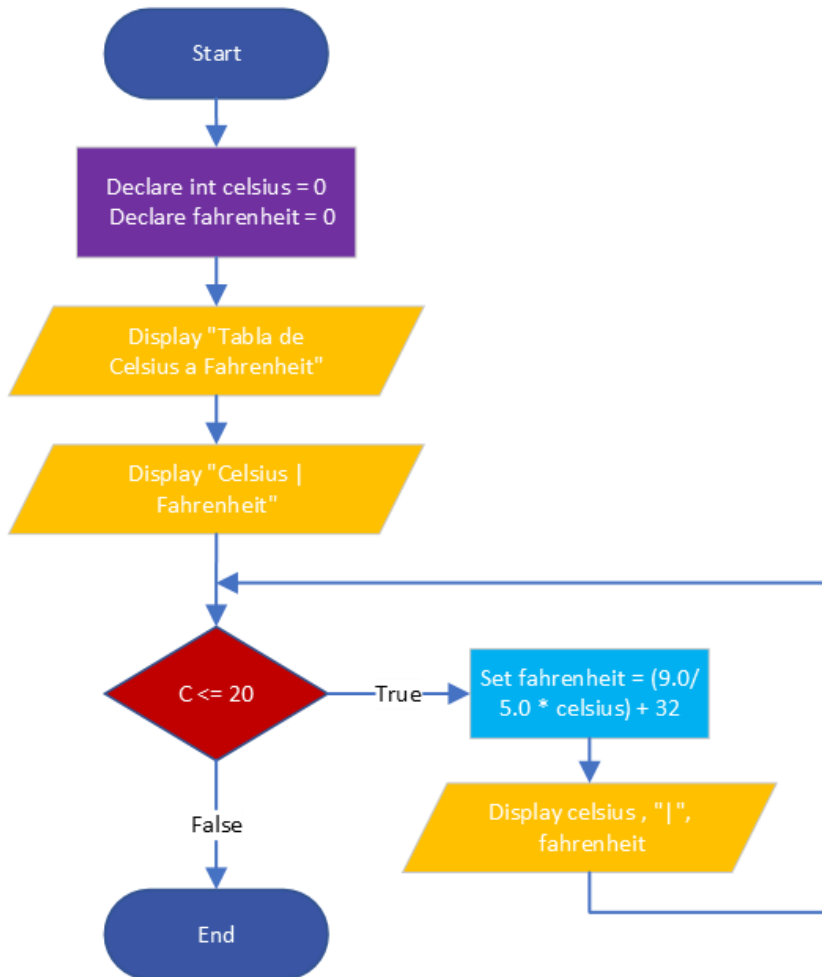 Start
Declare int celsius = 0
Declare fahrenheit = 0
Display "Tabla de
Celsius a Fahrenheit"
Display "Celsius |
Fahrenheit"
C <= 20
True
Set fahrenheit = (9.0/
5.0 * celsius) + 32
Display celsius , "|",
fahrenheit
False
End